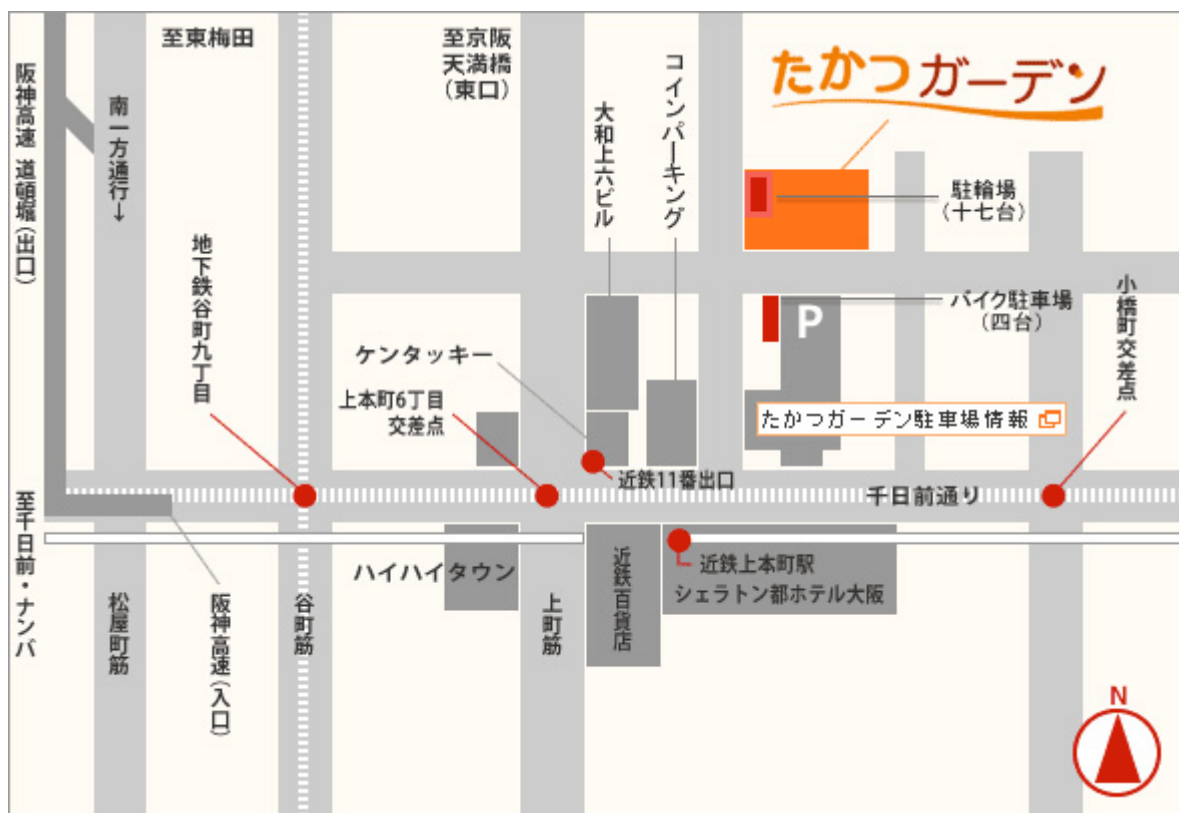 至東梅田
至京阪
天満橋
（東口）
コインパーキング
たかつガーデン
阪神高速 道頓堀（出口）
南一方通行↓
大和上六ビル
駐輪場
（十七台）
地下鉄谷町九丁目
バイク駐車場
（四台）
小橋町交差点
P
ケンタッキー
上本町6丁目
交差点
たかつガーデン駐車場情報
近鉄11番出口
千日前通り
至千日前・ナンバ
ハイハイタウン
近鉄百貨店
近鉄上本町駅
シェラトン都ホテル大阪
松屋町筋
阪神高速（入口）
谷町筋
上町筋
N